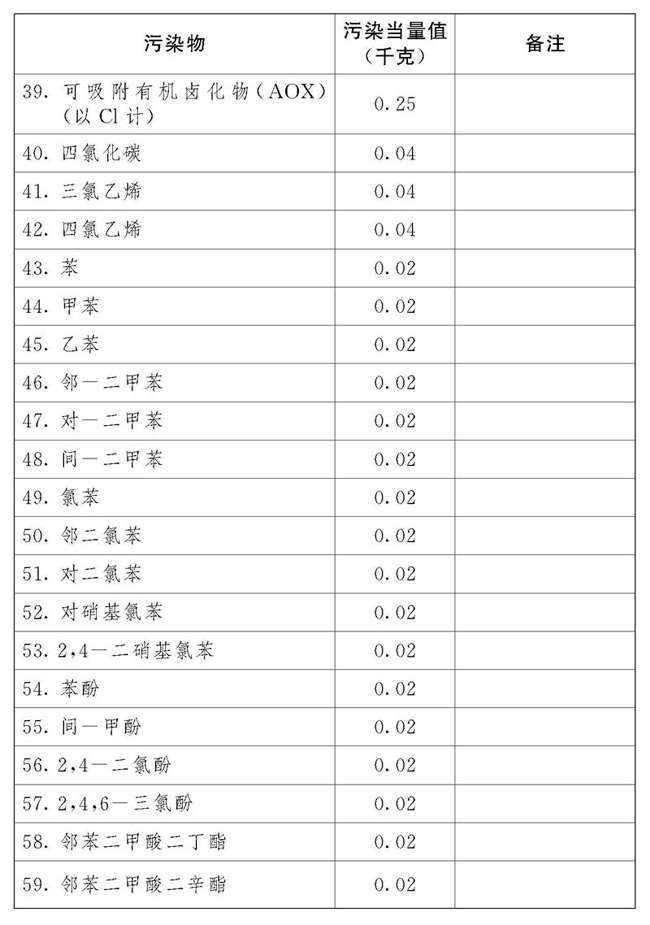 污染物 污染当量值（千克） 备注
39. 可吸附有机卤化物（AOX）
（以 Cl 计） 0.25
40. 四氯化碳 0.04
41. 三氯乙烯 0.04
42. 四氯乙烯 0.04
43. 苯 0.02
44. 甲苯 0.02
45. 乙苯 0.02
46. 邻－二甲苯 0.02
47. 对－二甲苯 0.02
48. 间－二甲苯 0.02
49. 氯苯 0.02
50. 邻二氯苯 0.02
51. 对二氯苯 0.02
52. 对硝基氯苯 0.02
53. 2,4－二硝基氯苯 0.02
54. 苯酚 0.02
55. 间－甲酚 0.02
56. 2,4－二氯酚 0.02
57. 2,4,6－三氯酚 0.02
58. 邻苯二甲酸二丁酯 0.02
59. 邻苯二甲酸二辛酯 0.02